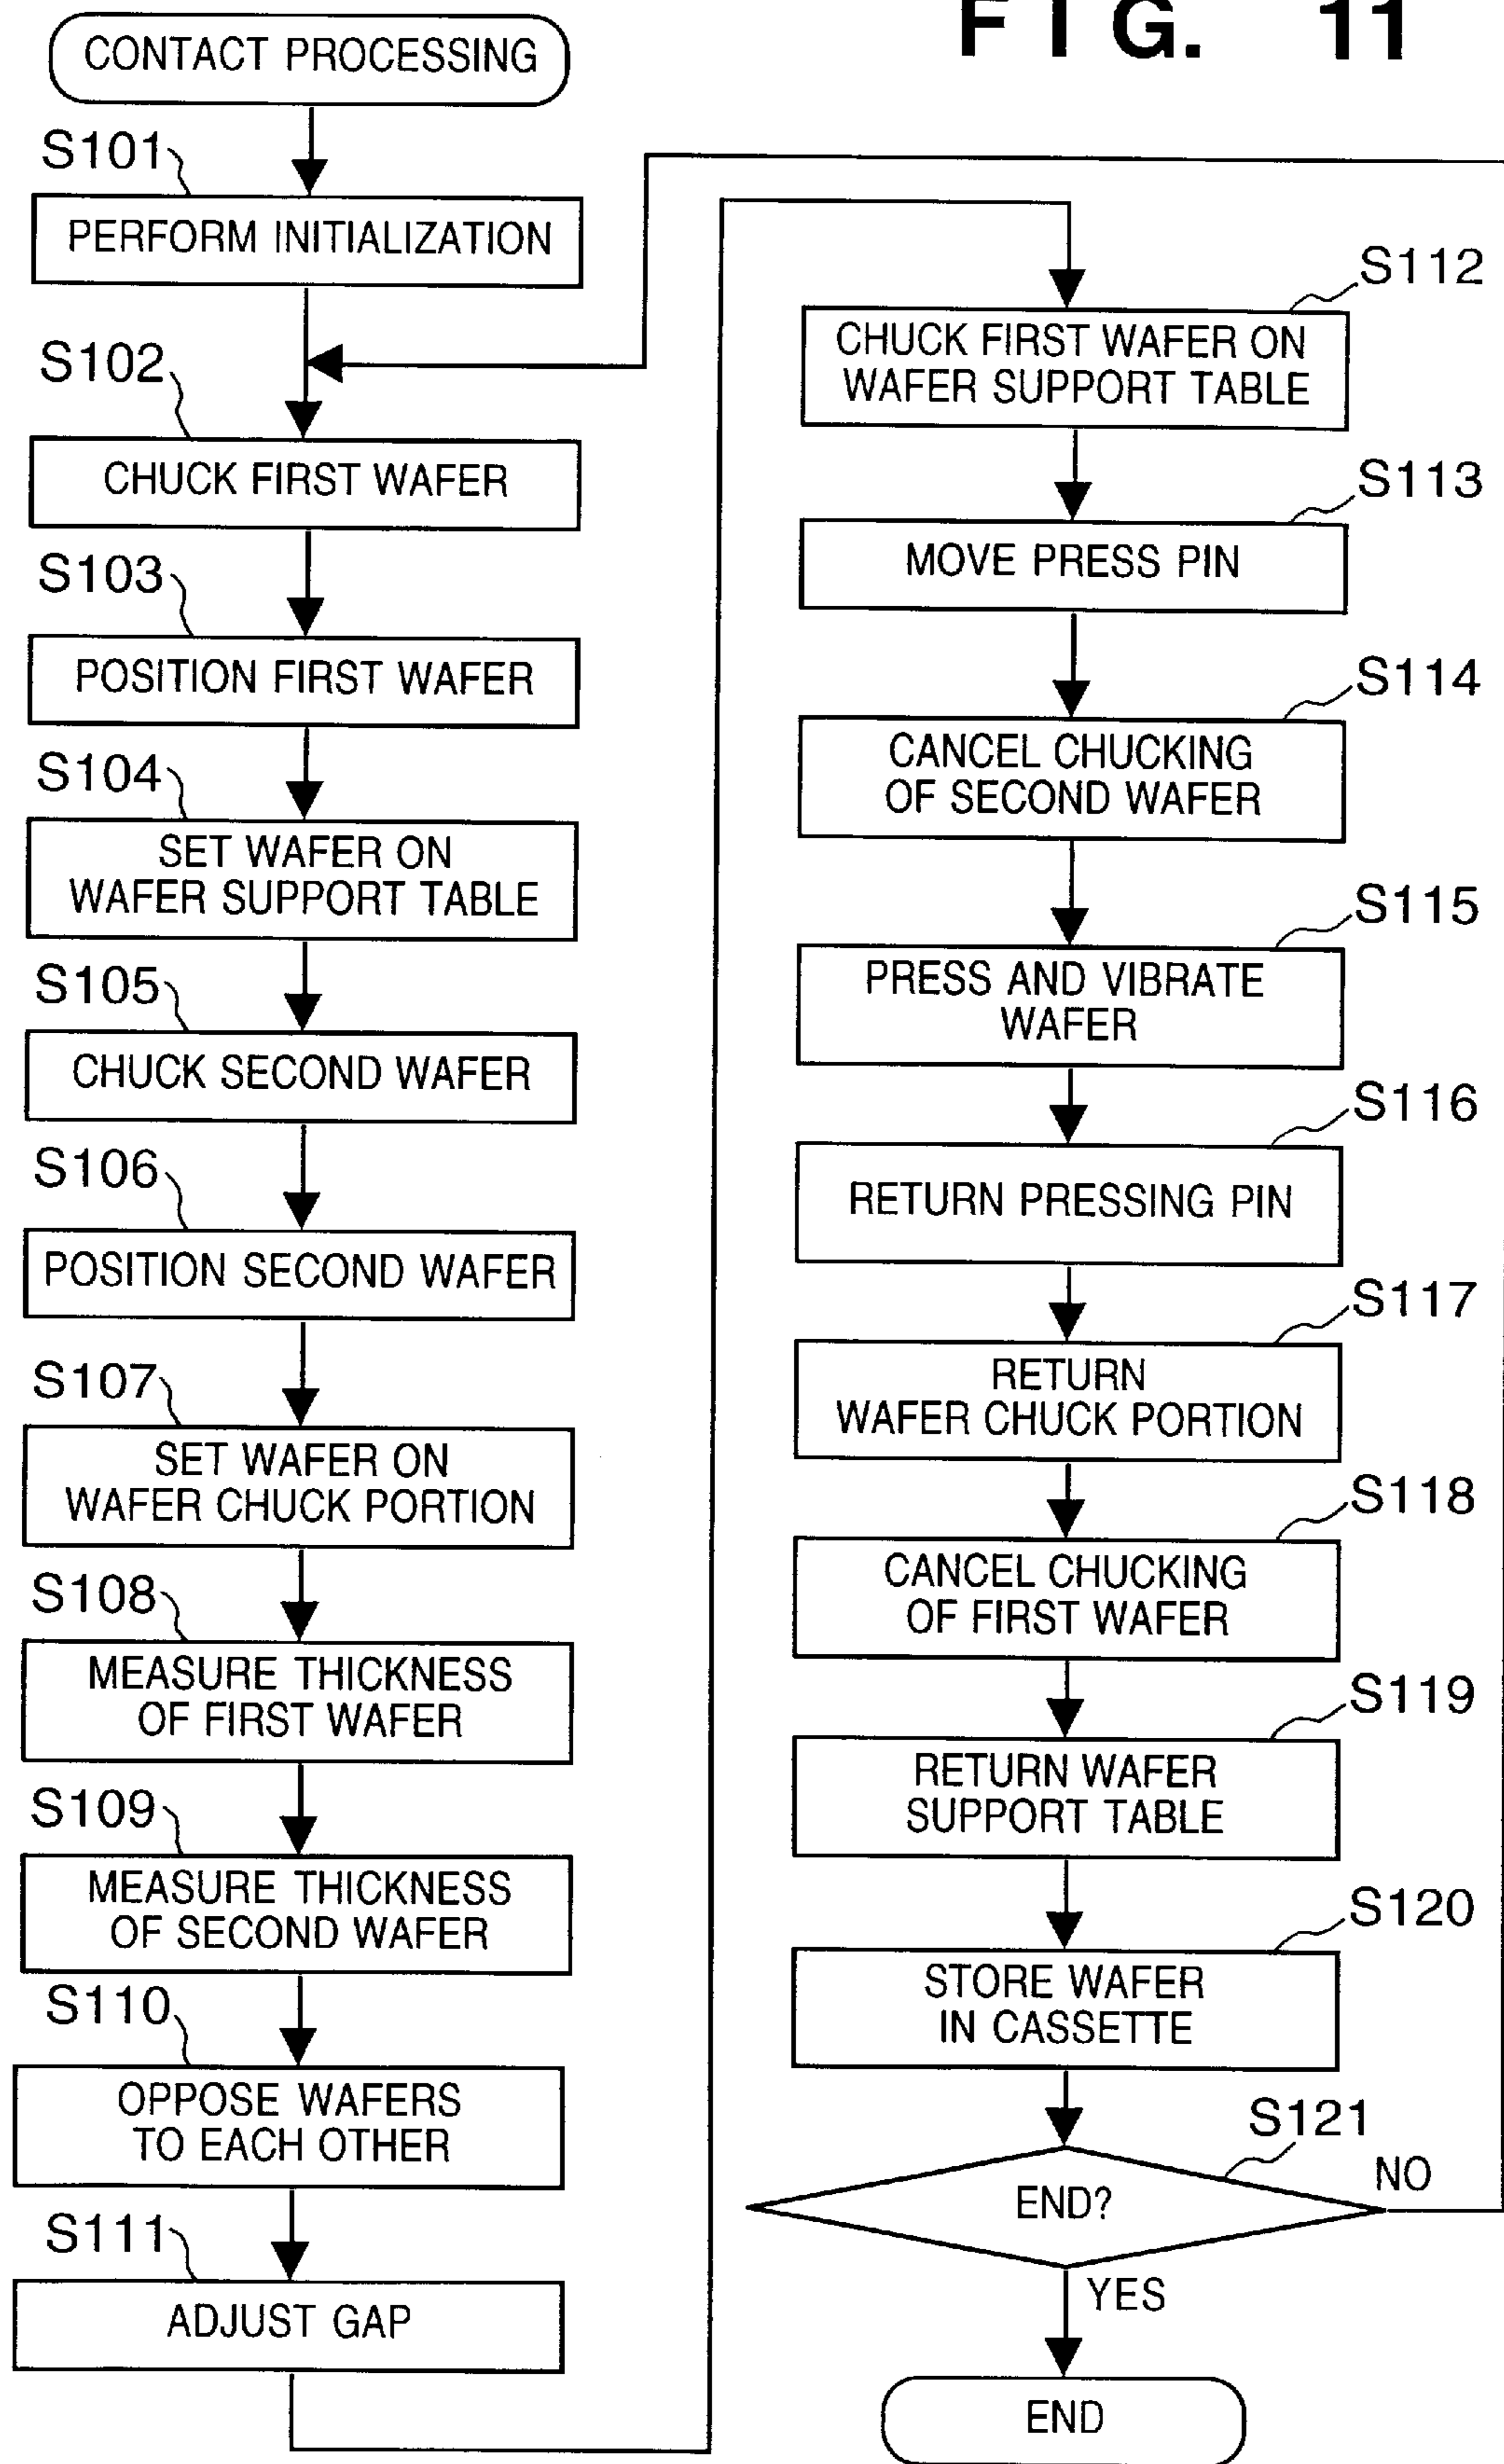 FIG. 11
CONTACT PROCESSING
S101
PERFORM INITIALIZATION
S102
CHUCK FIRST WAFER
S103
POSITION FIRST WAFER
S104
SET WAFER ON
WAFER SUPPORT TABLE
S105
CHUCK SECOND WAFER
S106
POSITION SECOND WAFER
S107
SET WAFER ON
WAFER CHUCK PORTION
S108
MEASURE THICKNESS
OF FIRST WAFER
S109
MEASURE THICKNESS
OF SECOND WAFER
S110
OPPOSE WAFERS
TO EACH OTHER
S111
ADJUST GAP
S112
CHUCK FIRST WAFER ON
WAFER SUPPORT TABLE
S113
MOVE PRESS PIN
S114
CANCEL CHUCKING
OF SECOND WAFER
S115
PRESS AND VIBRATE
WAFER
S116
RETURN PRESSING PIN
S117
RETURN
WAFER CHUCK PORTION
S118
CANCEL CHUCKING
OF FIRST WAFER
S119
RETURN WAFER
SUPPORT TABLE
S120
STORE WAFER
IN CASSETTE
S121
END?
NO
YES
END